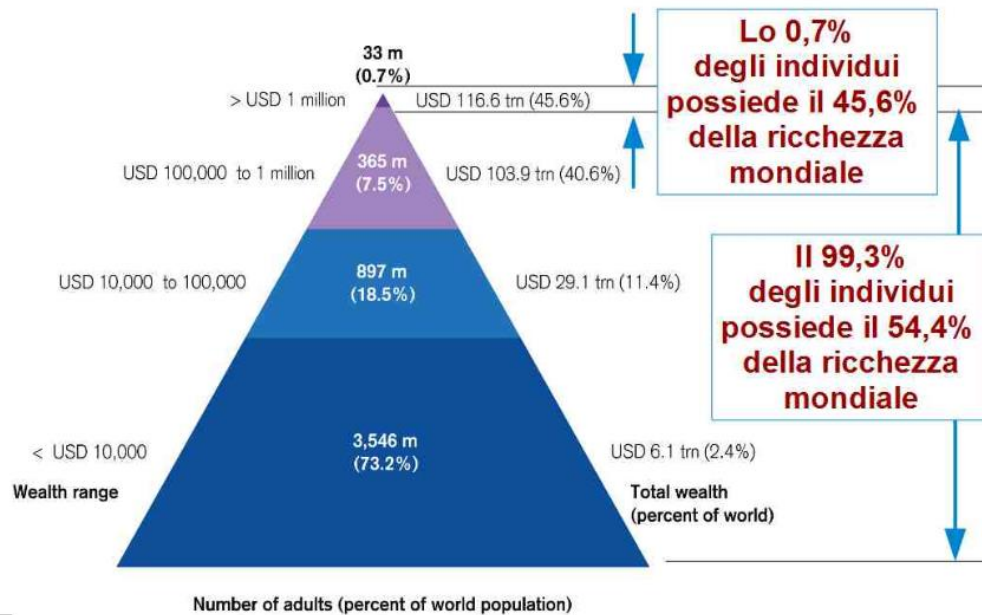 33 m
(0.7%)
> USD 1 million
USD 116.6 trn (45.6%)
365 m
(7.5%)
USD 100,000 to 1 million
USD 103.9 trn (40.6%)
897 m
(18.5%)
USD 10,000 to 100,000
USD 29.1 trn (11.4%)
3,546 m
(73.2%)
< USD 10,000
USD 6.1 trn (2.4%)
Wealth range
Total wealth
(percent of world)
Number of adults (percent of world population)
Lo 0,7%
degli individui
possiede il 45,6%
della ricchezza
mondiale
Il 99,3%
degli individui
possiede il 54,4%
della ricchezza
mondiale